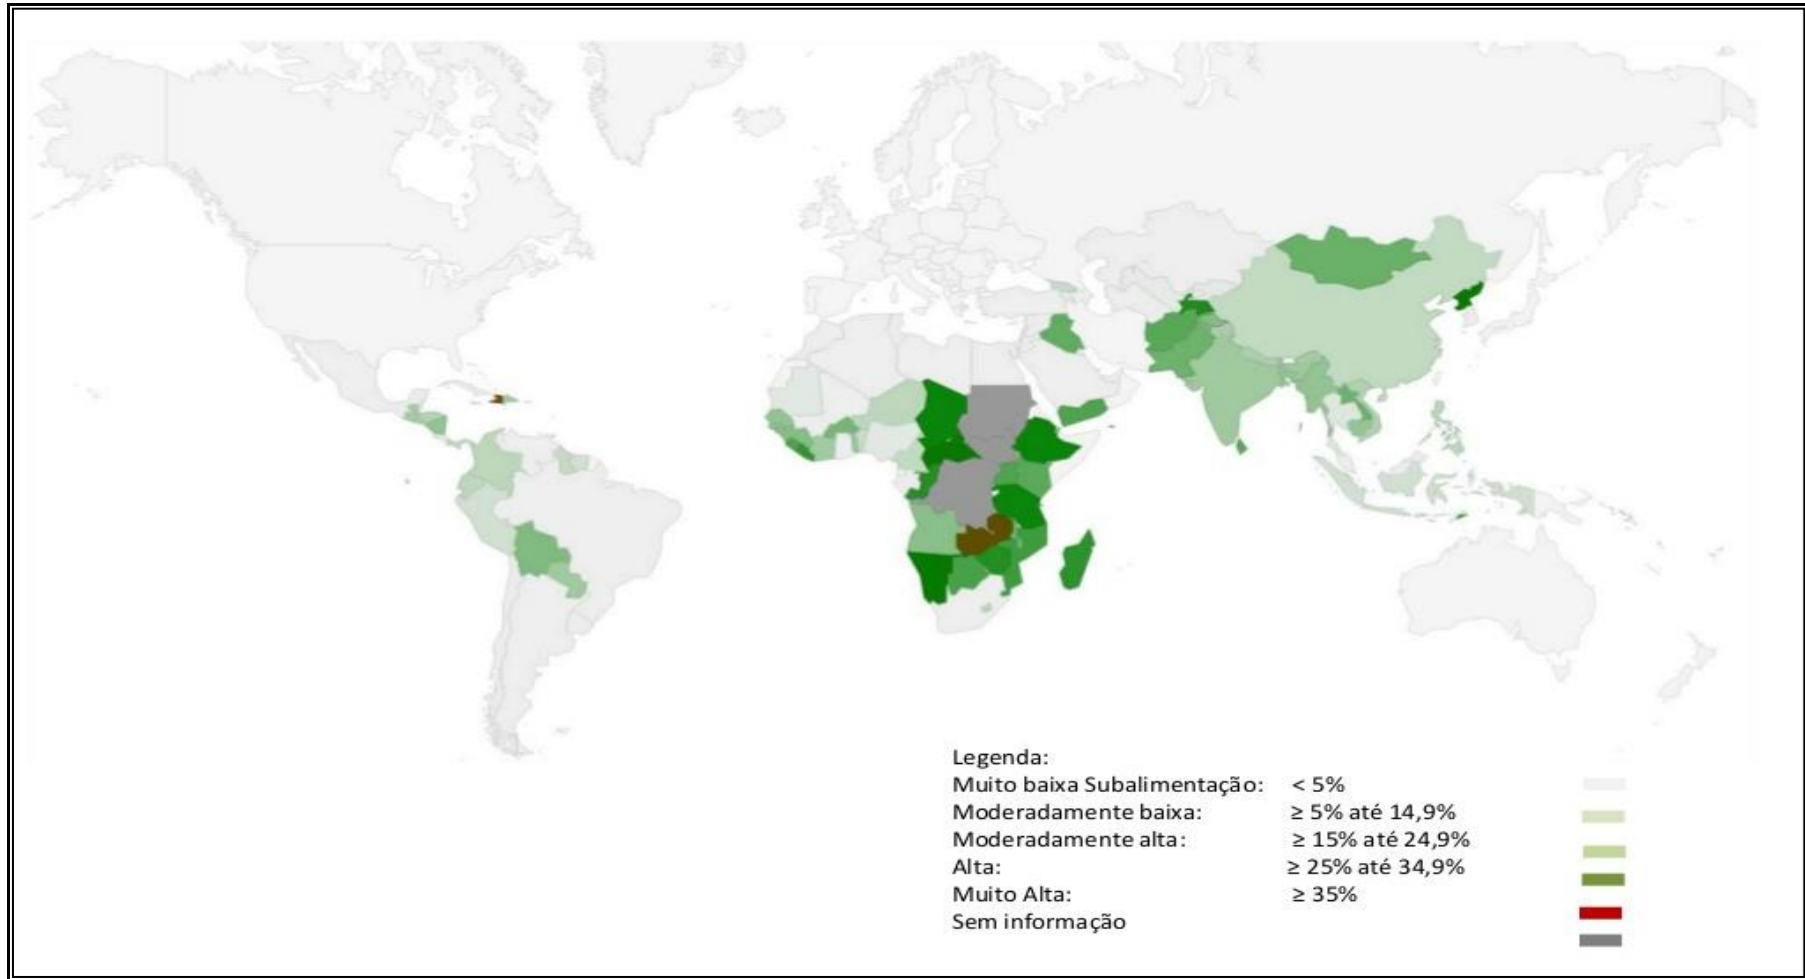 Legenda:
Muito baixa Subalimentação: < 5%
Moderadamente baixa: ≥ 5% até 14,9%
Moderadamente alta: ≥ 15% até 24,9%
Alta: ≥ 25% até 34,9%
Muito Alta: ≥ 35%
Sem informação